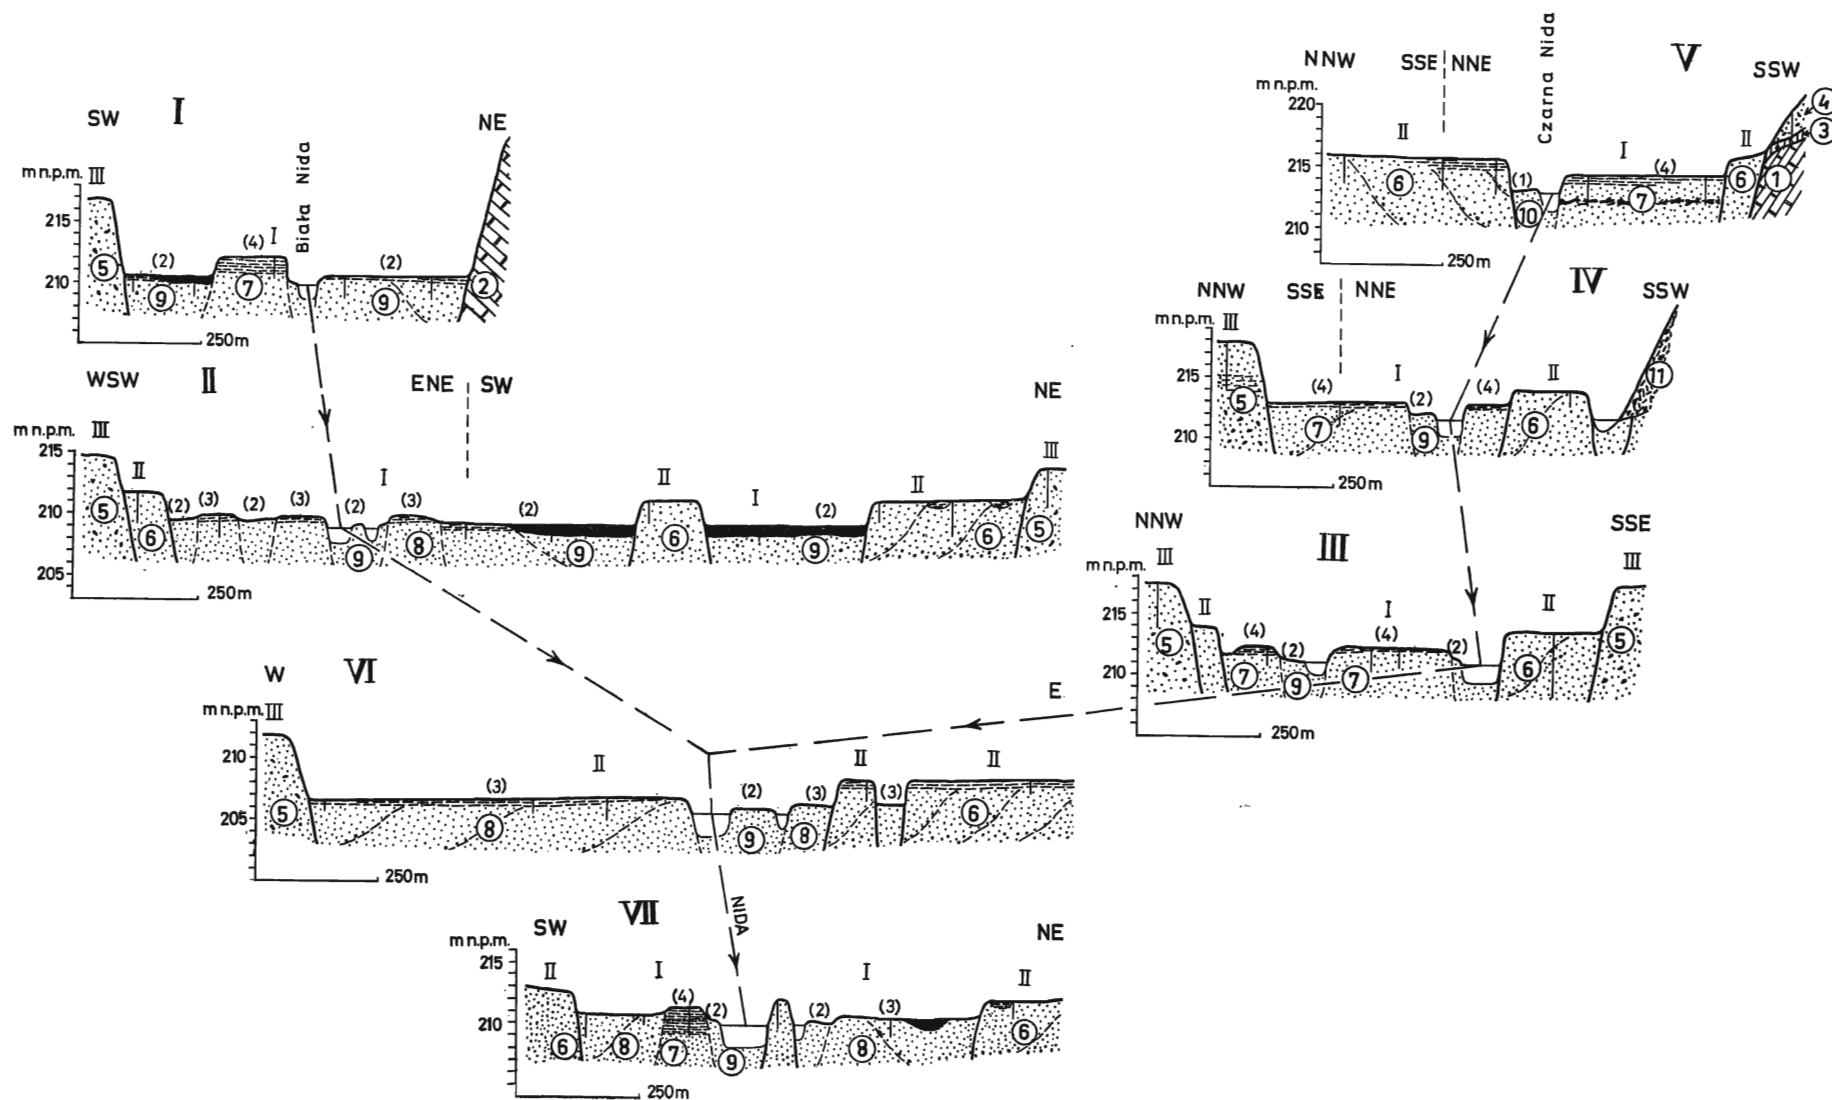 I
SW
NE
Biała Nida
m n.p.m.
III
215
210
(2)
(4)
I
(2)
5
9
7
9
2
250m
V
NNW
SSE
NNE
SSW
Czarna Nida
m n.p.m.
220
215
210
II
I
II
(1)
(4)
4
3
6
10
7
6
1
250m
IV
NNW
SSE
NNE
SSW
m n.p.m.
III
215
210
(4)
I
(2)
(4)
II
5
7
9
6
11
250m
II
WSW
ENE
SW
NE
m n.p.m.
III
215
210
205
II
(2)
(3)
(2)
(3)
(2)
I
(3)
(2)
II
I
(2)
II
III
5
6
9
8
9
6
9
6
5
250m
III
NNW
SSE
m n.p.m.
III
215
210
II
(4)
(2)
I
(4)
(2)
II
III
5
7
9
7
6
5
250m
VI
W
E
m n.p.m.
III
210
205
(3)
II
(2)
(3)
II
(3)
II
5
8
9
8
6
250m
NIDA
VII
SW
NE
m n.p.m.
215
210
II
I
(4)
(2)
(2)
I
(3)
II
6
8
7
9
8
6
250m